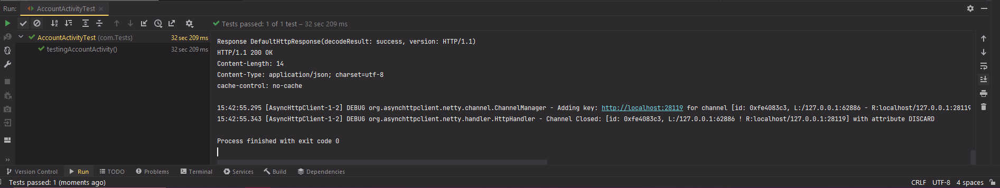 Run: AccountActivityTest
Tests passed: 1 of 1 test – 32 sec 209 ms
AccountActivityTest (com.Tests) 32 sec 209 ms
testingAccountActivity() 32 sec 209 ms
Response DefaultHttpResponse(decodeResult: success, version: HTTP/1.1)
HTTP/1.1 200 OK
Content-Length: 14
Content-Type: application/json; charset=utf-8
cache-control: no-cache
15:42:55.295 [AsyncHttpClient-1-2] DEBUG org.asynchttpclient.netty.channel.ChannelManager - Adding key: http://localhost:28119 for channel [id: 0xfe4083c3, L:/127.0.0.1:62886 - R:localhost/127.0.0.1:28119
15:42:55.343 [AsyncHttpClient-1-2] DEBUG org.asynchttpclient.netty.handler.HttpHandler - Channel Closed: [id: 0xfe4083c3, L:/127.0.0.1:62886 ! R:localhost/127.0.0.1:28119] with attribute DISCARD
Process finished with exit code 0
Version Control Run TODO Problems Terminal Services Build Dependencies
Tests passed: 1 (moments ago) CRLF UTF-8 4 spaces